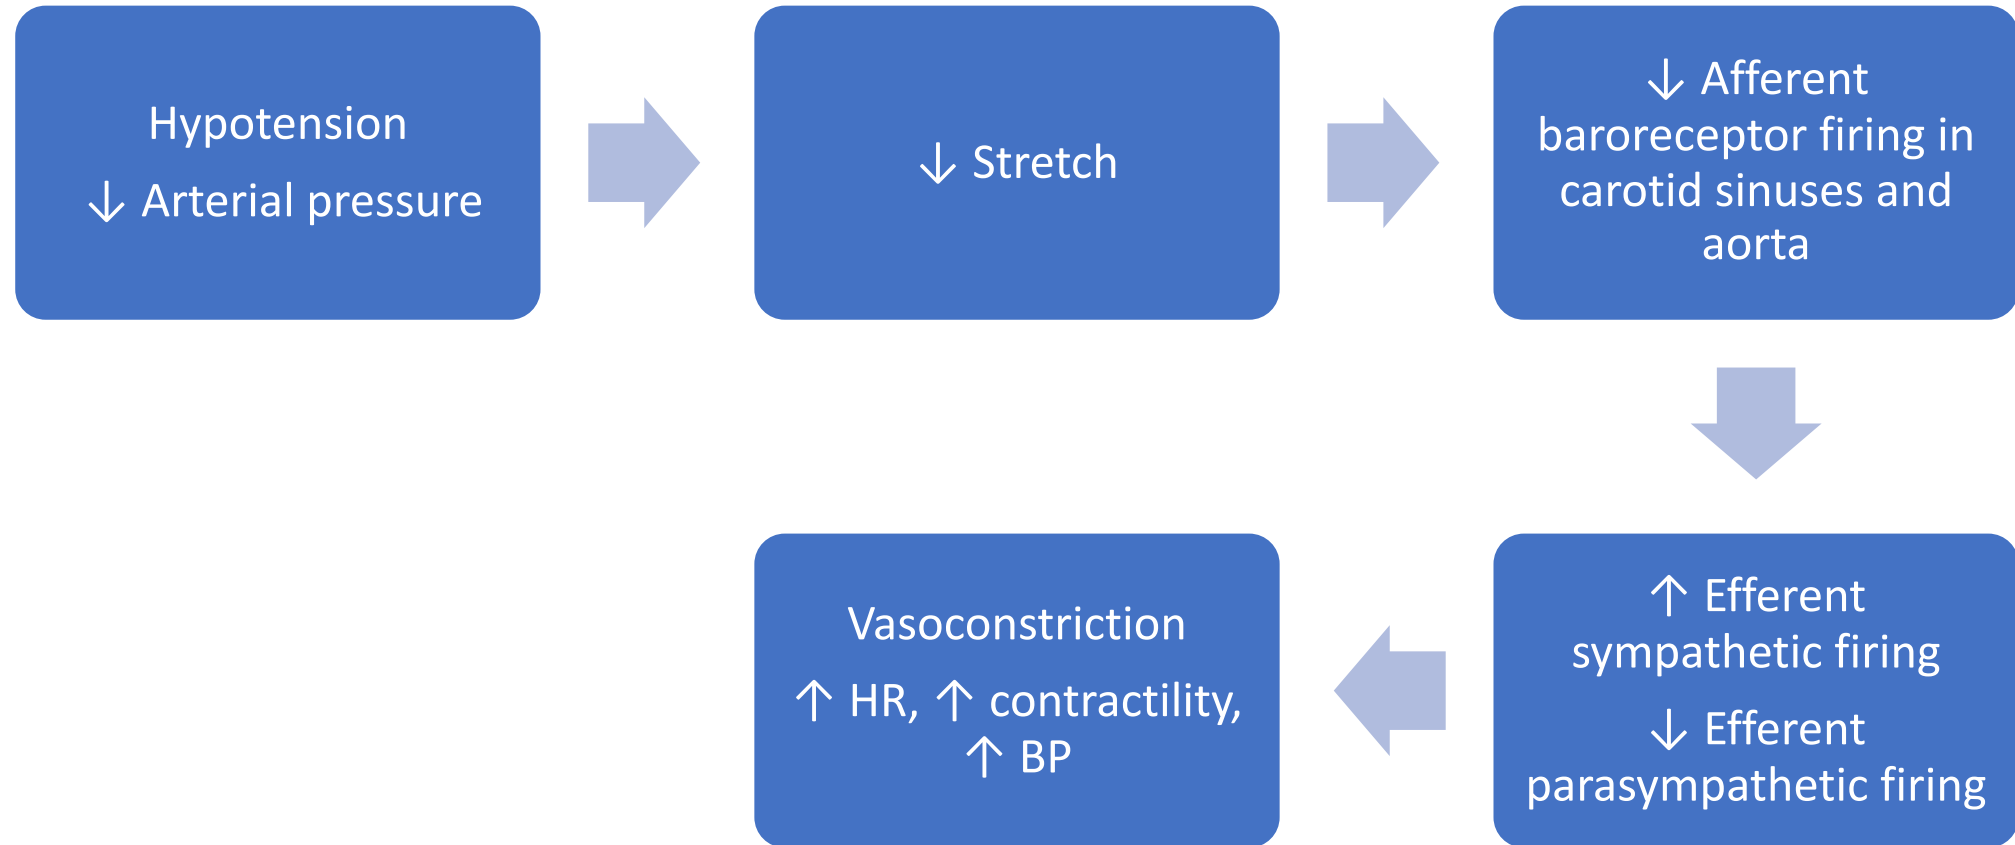 Hypotension
↓ Arterial pressure
↓ Stretch
↓ Afferent
baroreceptor firing in
carotid sinuses and
aorta
↑ Efferent
sympathetic firing
↓ Efferent
parasympathetic firing
Vasoconstriction
↑ HR, ↑ contractility,
↑ BP